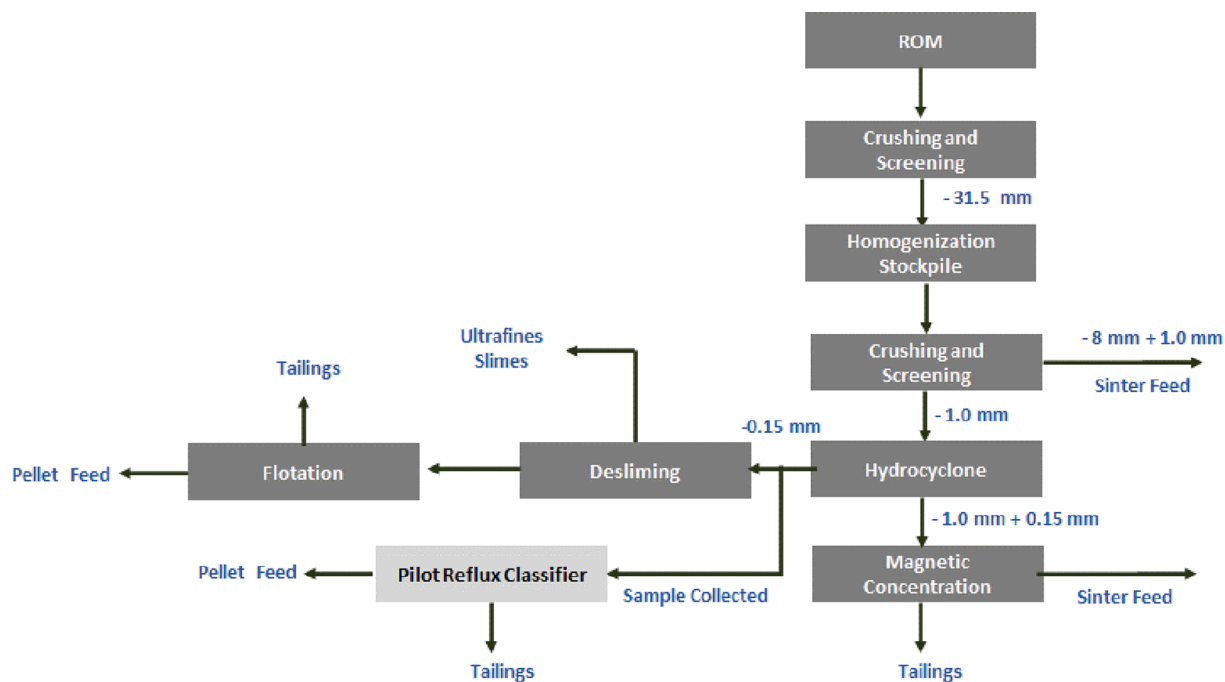 ROM
Crushing and
Screening
- 31.5 mm
Homogenization
Stockpile
Crushing and
Screening
- 8 mm + 1.0 mm
Sinter Feed
- 1.0 mm
Ultrafines
Slimes
Tailings
-0.15 mm
Pellet Feed
Flotation
Desliming
Hydrocyclone
- 1.0 mm + 0.15 mm
Pellet Feed
Pilot Reflux Classifier
Sample Collected
Magnetic
Concentration
Sinter Feed
Tailings
Tailings